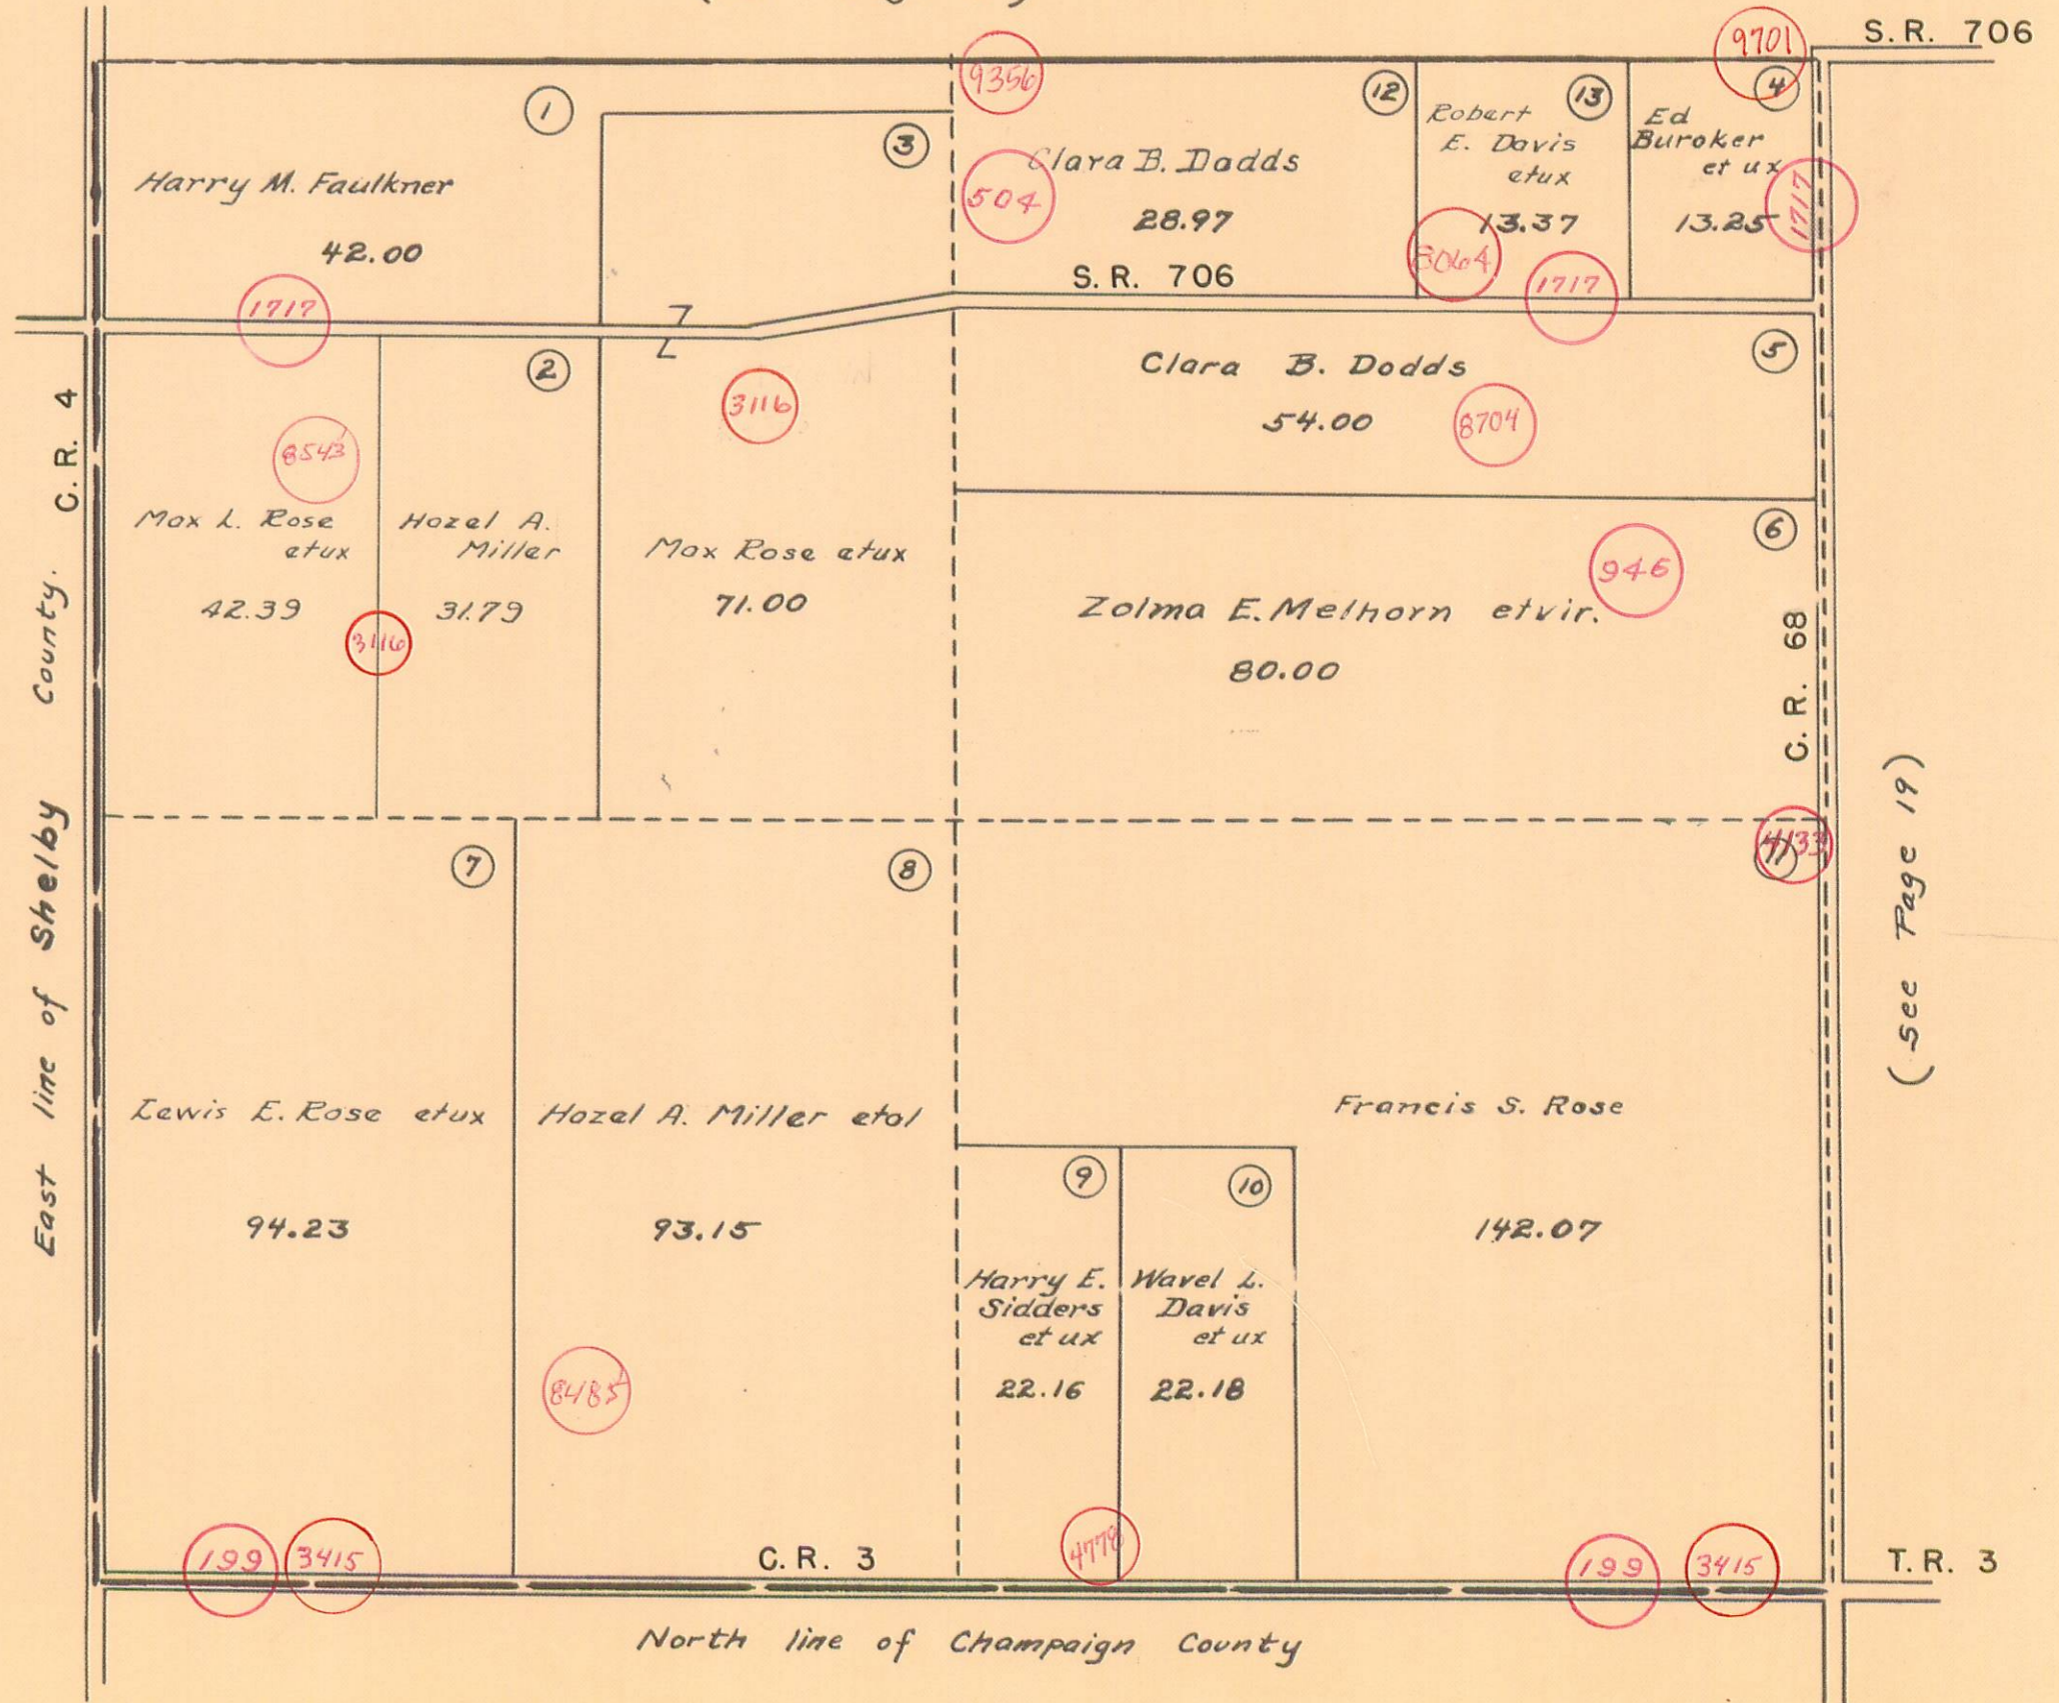 S.R. 706
9701
9356
1
3
12
13
4
Harry M. Faulkner
42.00
504
Clara B. Dodds
28.97
Robert
E. Davis
etux
13.37
Ed
Buroker
et ux
13.25
1717
8064
1717
1717
S.R. 706
2
3116
Clara B. Dodds
54.00
8704
5
C.R. 4
8543
Max L. Rose
etux
42.39
3116
Hazel A.
Miller
31.79
Max Rose etux
71.00
6
946
Zolma E. Melhorn etvir.
80.00
C.R. 68
(see Page 19)
East line of Shelby County.
7
8
4133
11
Lewis E. Rose etux
94.23
Hazel A. Miller etal
93.15
8485
9
Harry E.
Sidders
et ux
22.16
10
Wavel L.
Davis
et ux
22.18
Francis S. Rose
142.07
199
3415
C.R. 3
4778
199
3415
T.R. 3
North line of Champaign County